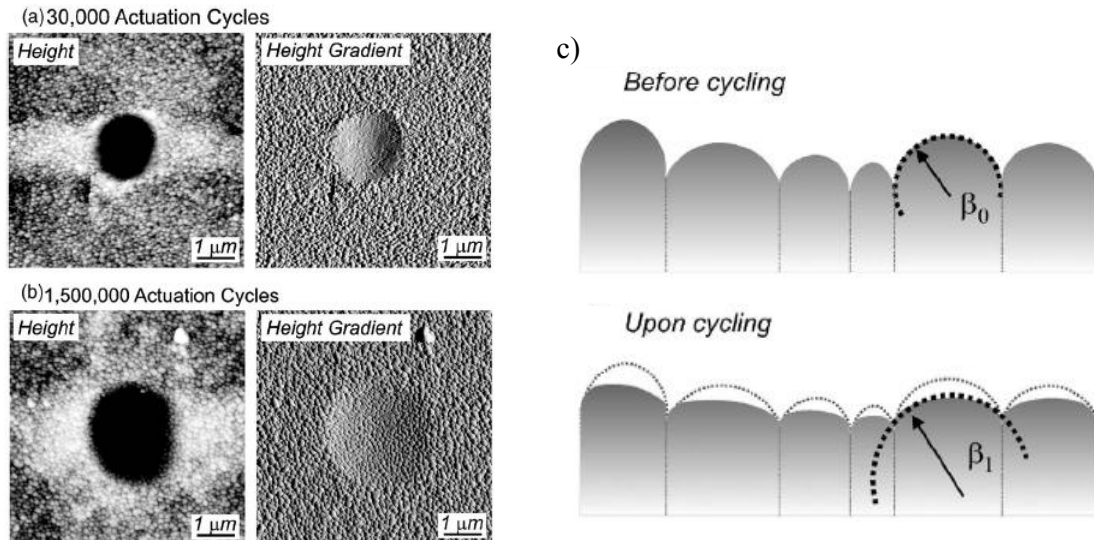 (a) 30,000 Actuation Cycles
Height
Height Gradient
1 μm
1 μm
(b) 1,500,000 Actuation Cycles
Height
Height Gradient
1 μm
1 μm
c)
Before cycling
β₀
Upon cycling
β₁